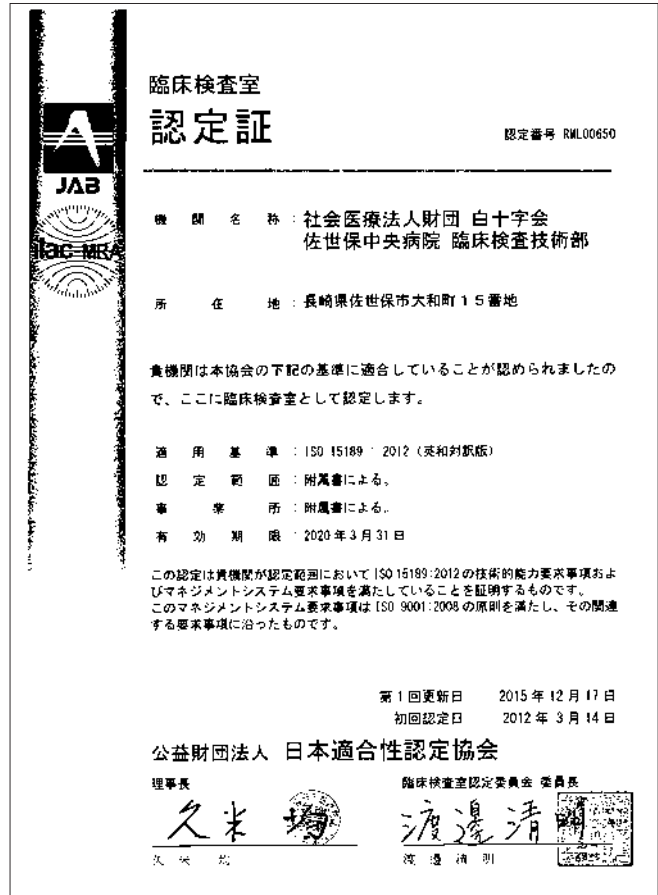 臨床検査室
認定証
認定番号 RML00650
JAB
ilac-MRA
機関名称：社会医療法人財団 白十字会
佐世保中央病院 臨床検査技術部
所在地：長崎県佐世保市大和町１５番地
貴機関は本協会の下記の基準に適合していることが認められましたの
で、ここに臨床検査室として認定します。
適用基準：ISO 15189：2012（英和対訳版）
認定範囲：附属書による。
事業所：附属書による。
有効期限：2020年3月31日
この認定は貴機関が認定範囲において ISO 15189:2012 の技術的能力要求事項およ
びマネジメントシステム要求事項を満たしていることを証明するものです。
このマネジメントシステム要求事項は ISO 9001:2008 の原則を満たし、その関連
する要求事項に沿ったものです。
第1回更新日 2015年12月17日
初回認定日 2012年3月14日
公益財団法人 日本適合性認定協会
理事長 臨床検査室認定委員会 委員長
久米 均 渡邊清明
久米 均 渡邊清明